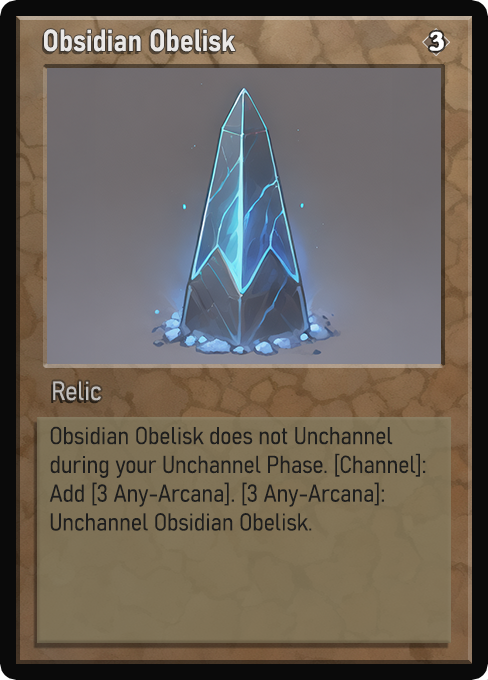 Obsidian Obelisk 3
Relic
Obsidian Obelisk does not Unchannel
during your Unchannel Phase. [Channel]:
Add [3 Any-Arcana]. [3 Any-Arcana]:
Unchannel Obsidian Obelisk.